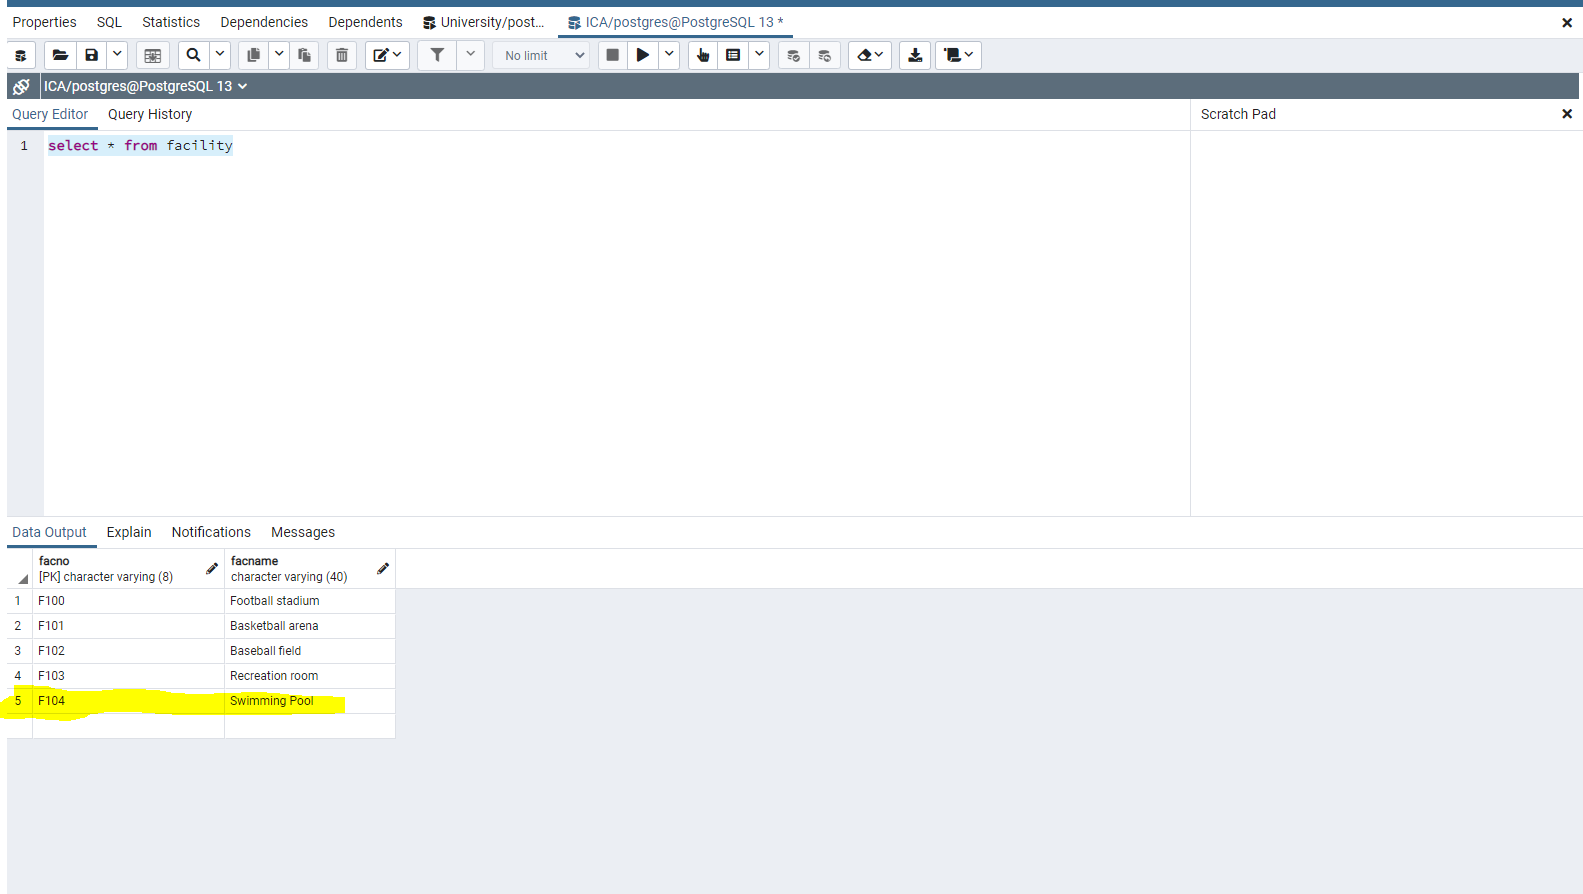 Properties SQL Statistics Dependencies Dependents University/post... ICA/postgres@PostgreSQL 13 *
No limit
ICA/postgres@PostgreSQL 13
Query Editor Query History Scratch Pad
1 select * from facility
Data Output Explain Notifications Messages
facno facname
[PK] character varying (8) character varying (40)
1 F100 Football stadium
2 F101 Basketball arena
3 F102 Baseball field
4 F103 Recreation room
5 F104 Swimming Pool